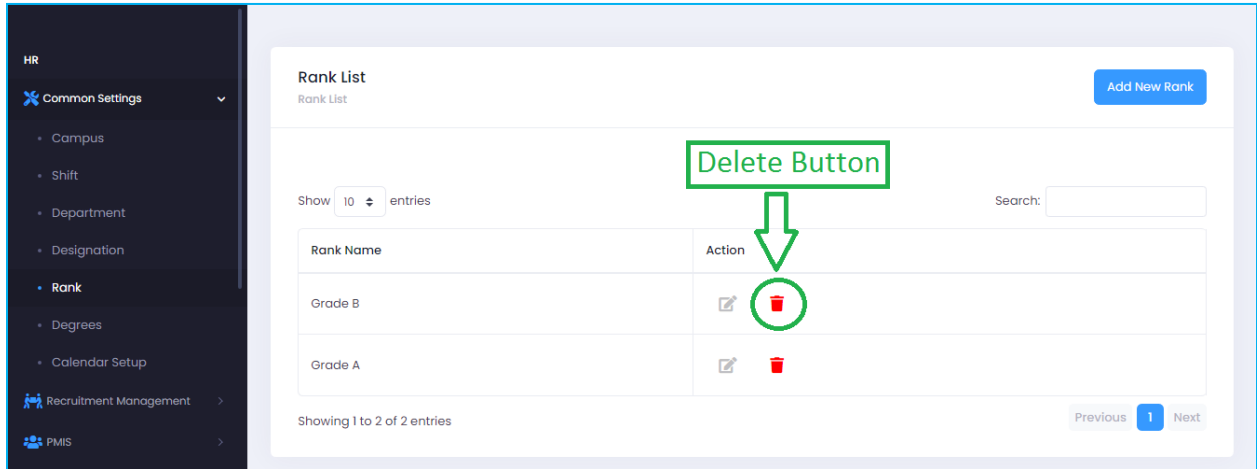 HR
Common Settings
Campus
Shift
Department
Designation
Rank
Degrees
Calendar Setup
Recruitment Management
PMIS
Rank List
Rank List
Add New Rank
Delete Button
Show 10 entries
Search:
Rank Name Action
Grade B
Grade A
Showing 1 to 2 of 2 entries
Previous 1 Next